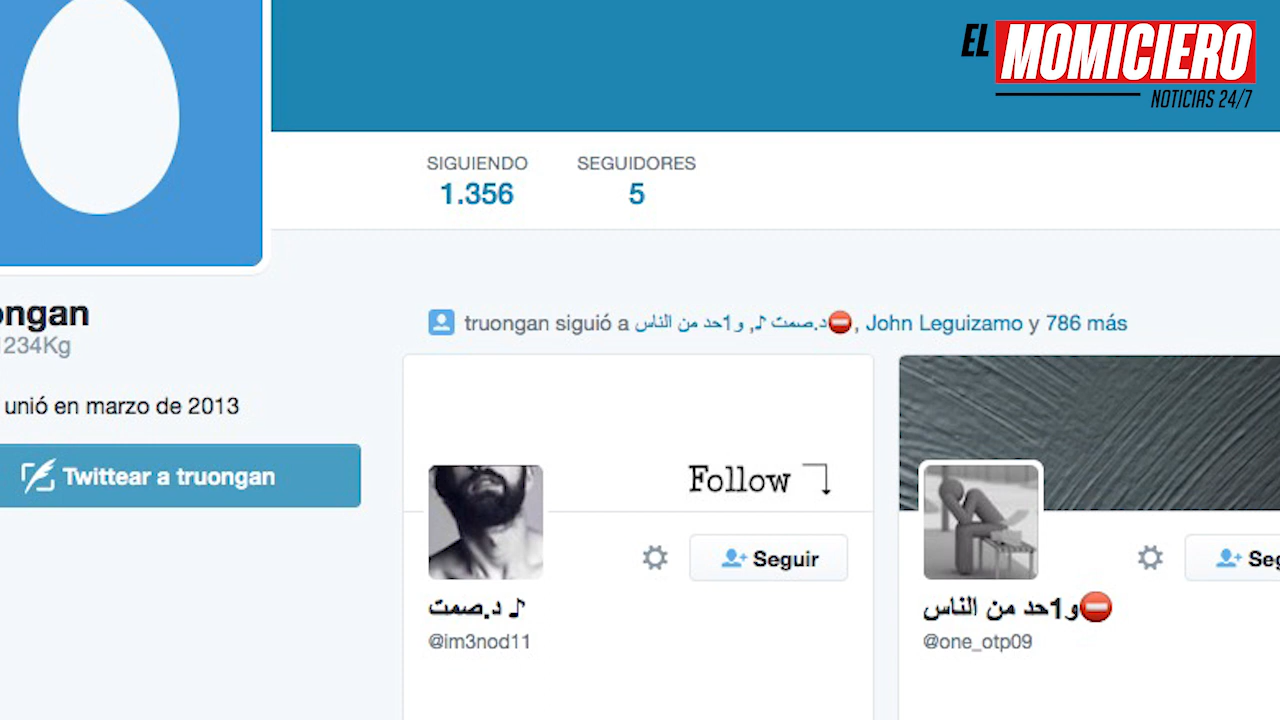 EL MOMICIERO
NOTICIAS 24/7
SIGUIENDO
1.356
SEGUIDORES
5
ongan
1234Kg
unió en marzo de 2013
Twittear a truongan
truongan siguió a د.صمت ♪, و1حد من الناس⛔, John Leguizamo y 786 más
Follow
Seguir
د.صمت ♪
@im3nod11
Seg
و1حد من الناس⛔
@one_otp09